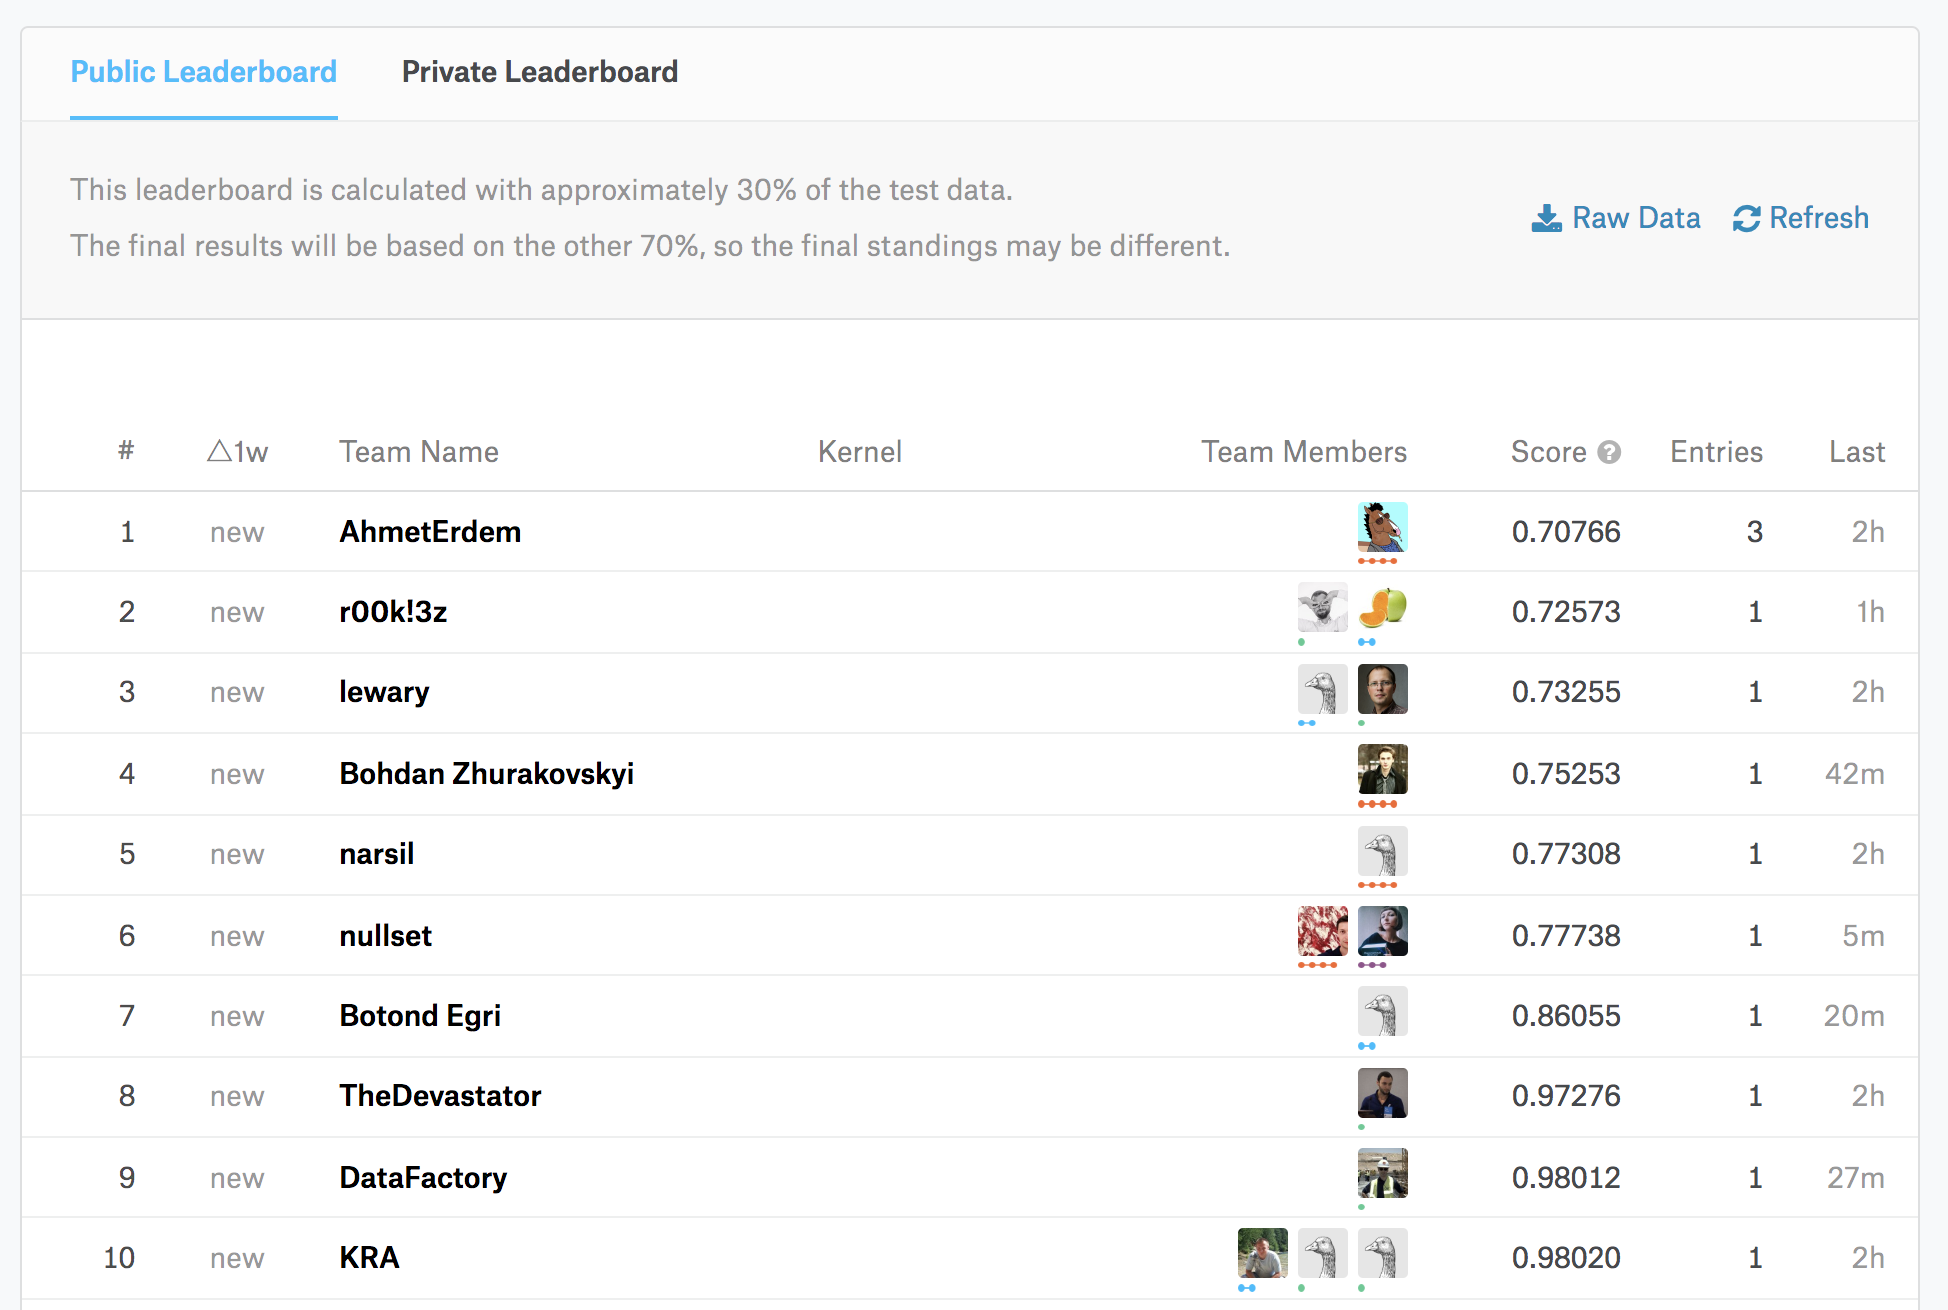 Public Leaderboard Private Leaderboard
This leaderboard is calculated with approximately 30% of the test data.
The final results will be based on the other 70%, so the final standings may be different.
Raw Data Refresh
# △1w Team Name Kernel Team Members Score ? Entries Last
1 new AhmetErdem 0.70766 3 2h
2 new r00k!3z 0.72573 1 1h
3 new lewary 0.73255 1 2h
4 new Bohdan Zhurakovskyi 0.75253 1 42m
5 new narsil 0.77308 1 2h
6 new nullset 0.77738 1 5m
7 new Botond Egri 0.86055 1 20m
8 new TheDevastator 0.97276 1 2h
9 new DataFactory 0.98012 1 27m
10 new KRA 0.98020 1 2h